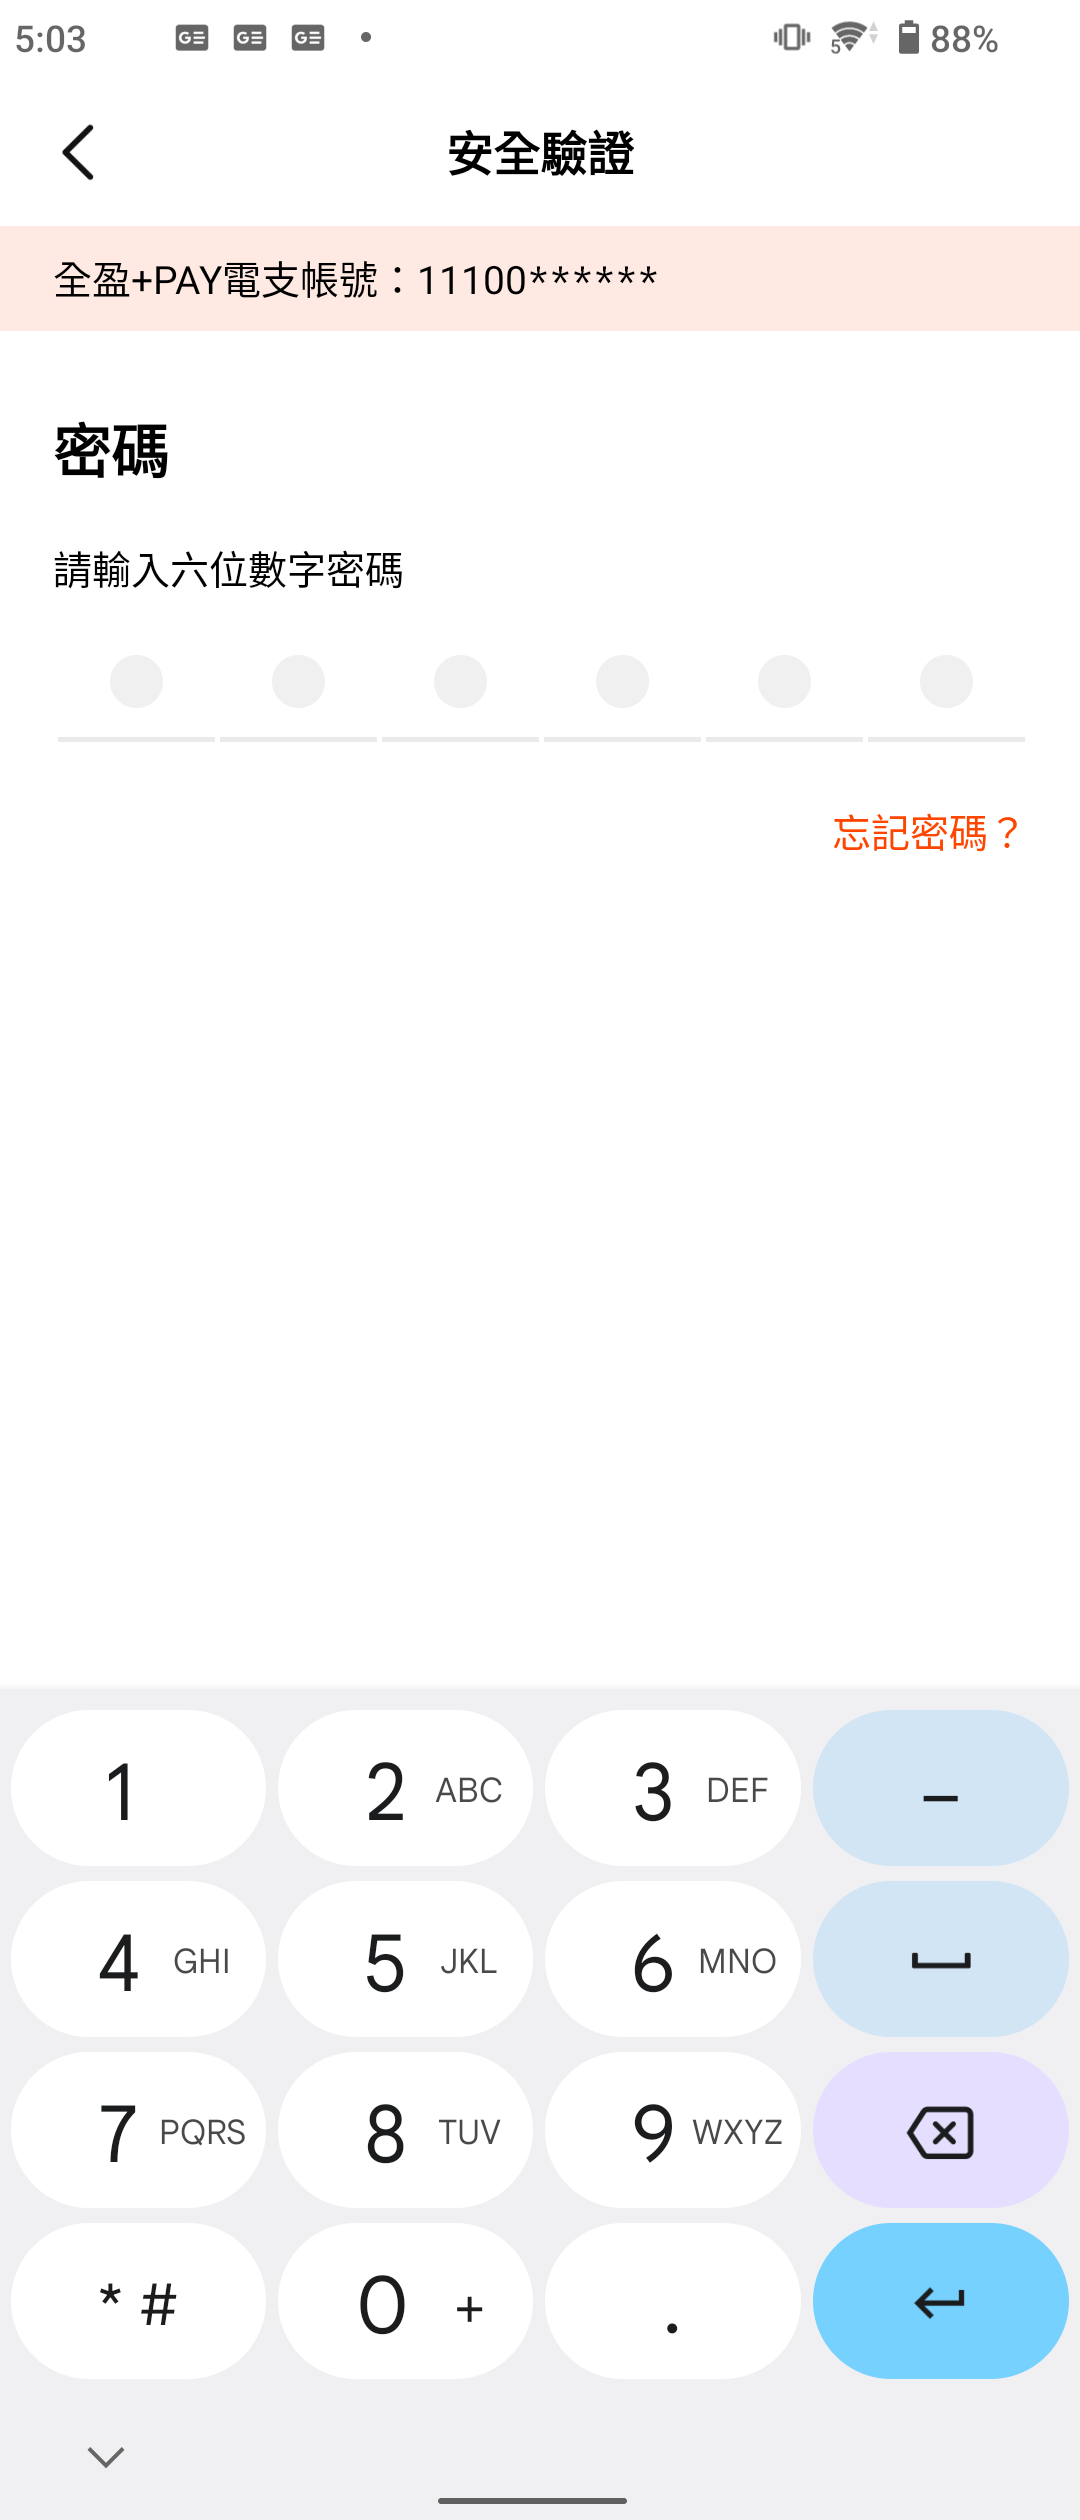 5:03
88%
安全驗證
全盈+PAY電支帳號：11100******
密碼
請輸入六位數字密碼
忘記密碼？
1
2 ABC
3 DEF
–
4 GHI
5 JKL
6 MNO
7 PQRS
8 TUV
9 WXYZ
* #
0 +
.